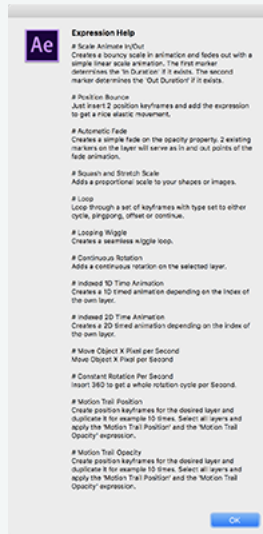 Ae
Expression Help
# Scale Animate In/Out
Creates a bouncy scale in animation and fades out with a
simple linear scale animation. The first marker
determines the 'In Duration' if it exists. The second
marker determines the 'Out Duration' if it exists.
# Position Bounce
Just insert 2 position keyframes and add the expression
to get a nice elastic movement.
# Automatic Fade
Creates a simple fade on the opacity property. 2 existing
markers on the layer will serve as in and out points of the
fade animation.
# Squash and Stretch Scale
Adds a proportional scale to your shapes or images.
# Loop
Loop through a set of keyframes with type set to either
cycle, pingpong, offset or continue.
# Looping Wiggle
Creates a seamless wiggle loop.
# Continuous Rotation
Adds a continuous rotation on the selected layer.
# Indexed 1D Time Animation
Creates a 1D timed animation depending on the index of
the own layer.
# Indexed 2D Time Animation
Creates a 2D timed animation depending on the index of
the own layer.
# Move Object X Pixel per Second
Move Object X Pixel per Second
# Constant Rotation Per Second
Insert 360 to get a whole rotation cycle per Second.
# Motion Trail Position
Create position keyframes for the desired layer and
duplicate it for example 10 times. Select all layers and
apply the 'Motion Trail Position' and the 'Motion Trail
Opacity' expression.
# Motion Trail Opacity
Create position keyframes for the desired layer and
duplicate it for example 10 times. Select all layers and
apply the 'Motion Trail Position' and the 'Motion Trail
Opacity' expression.
OK